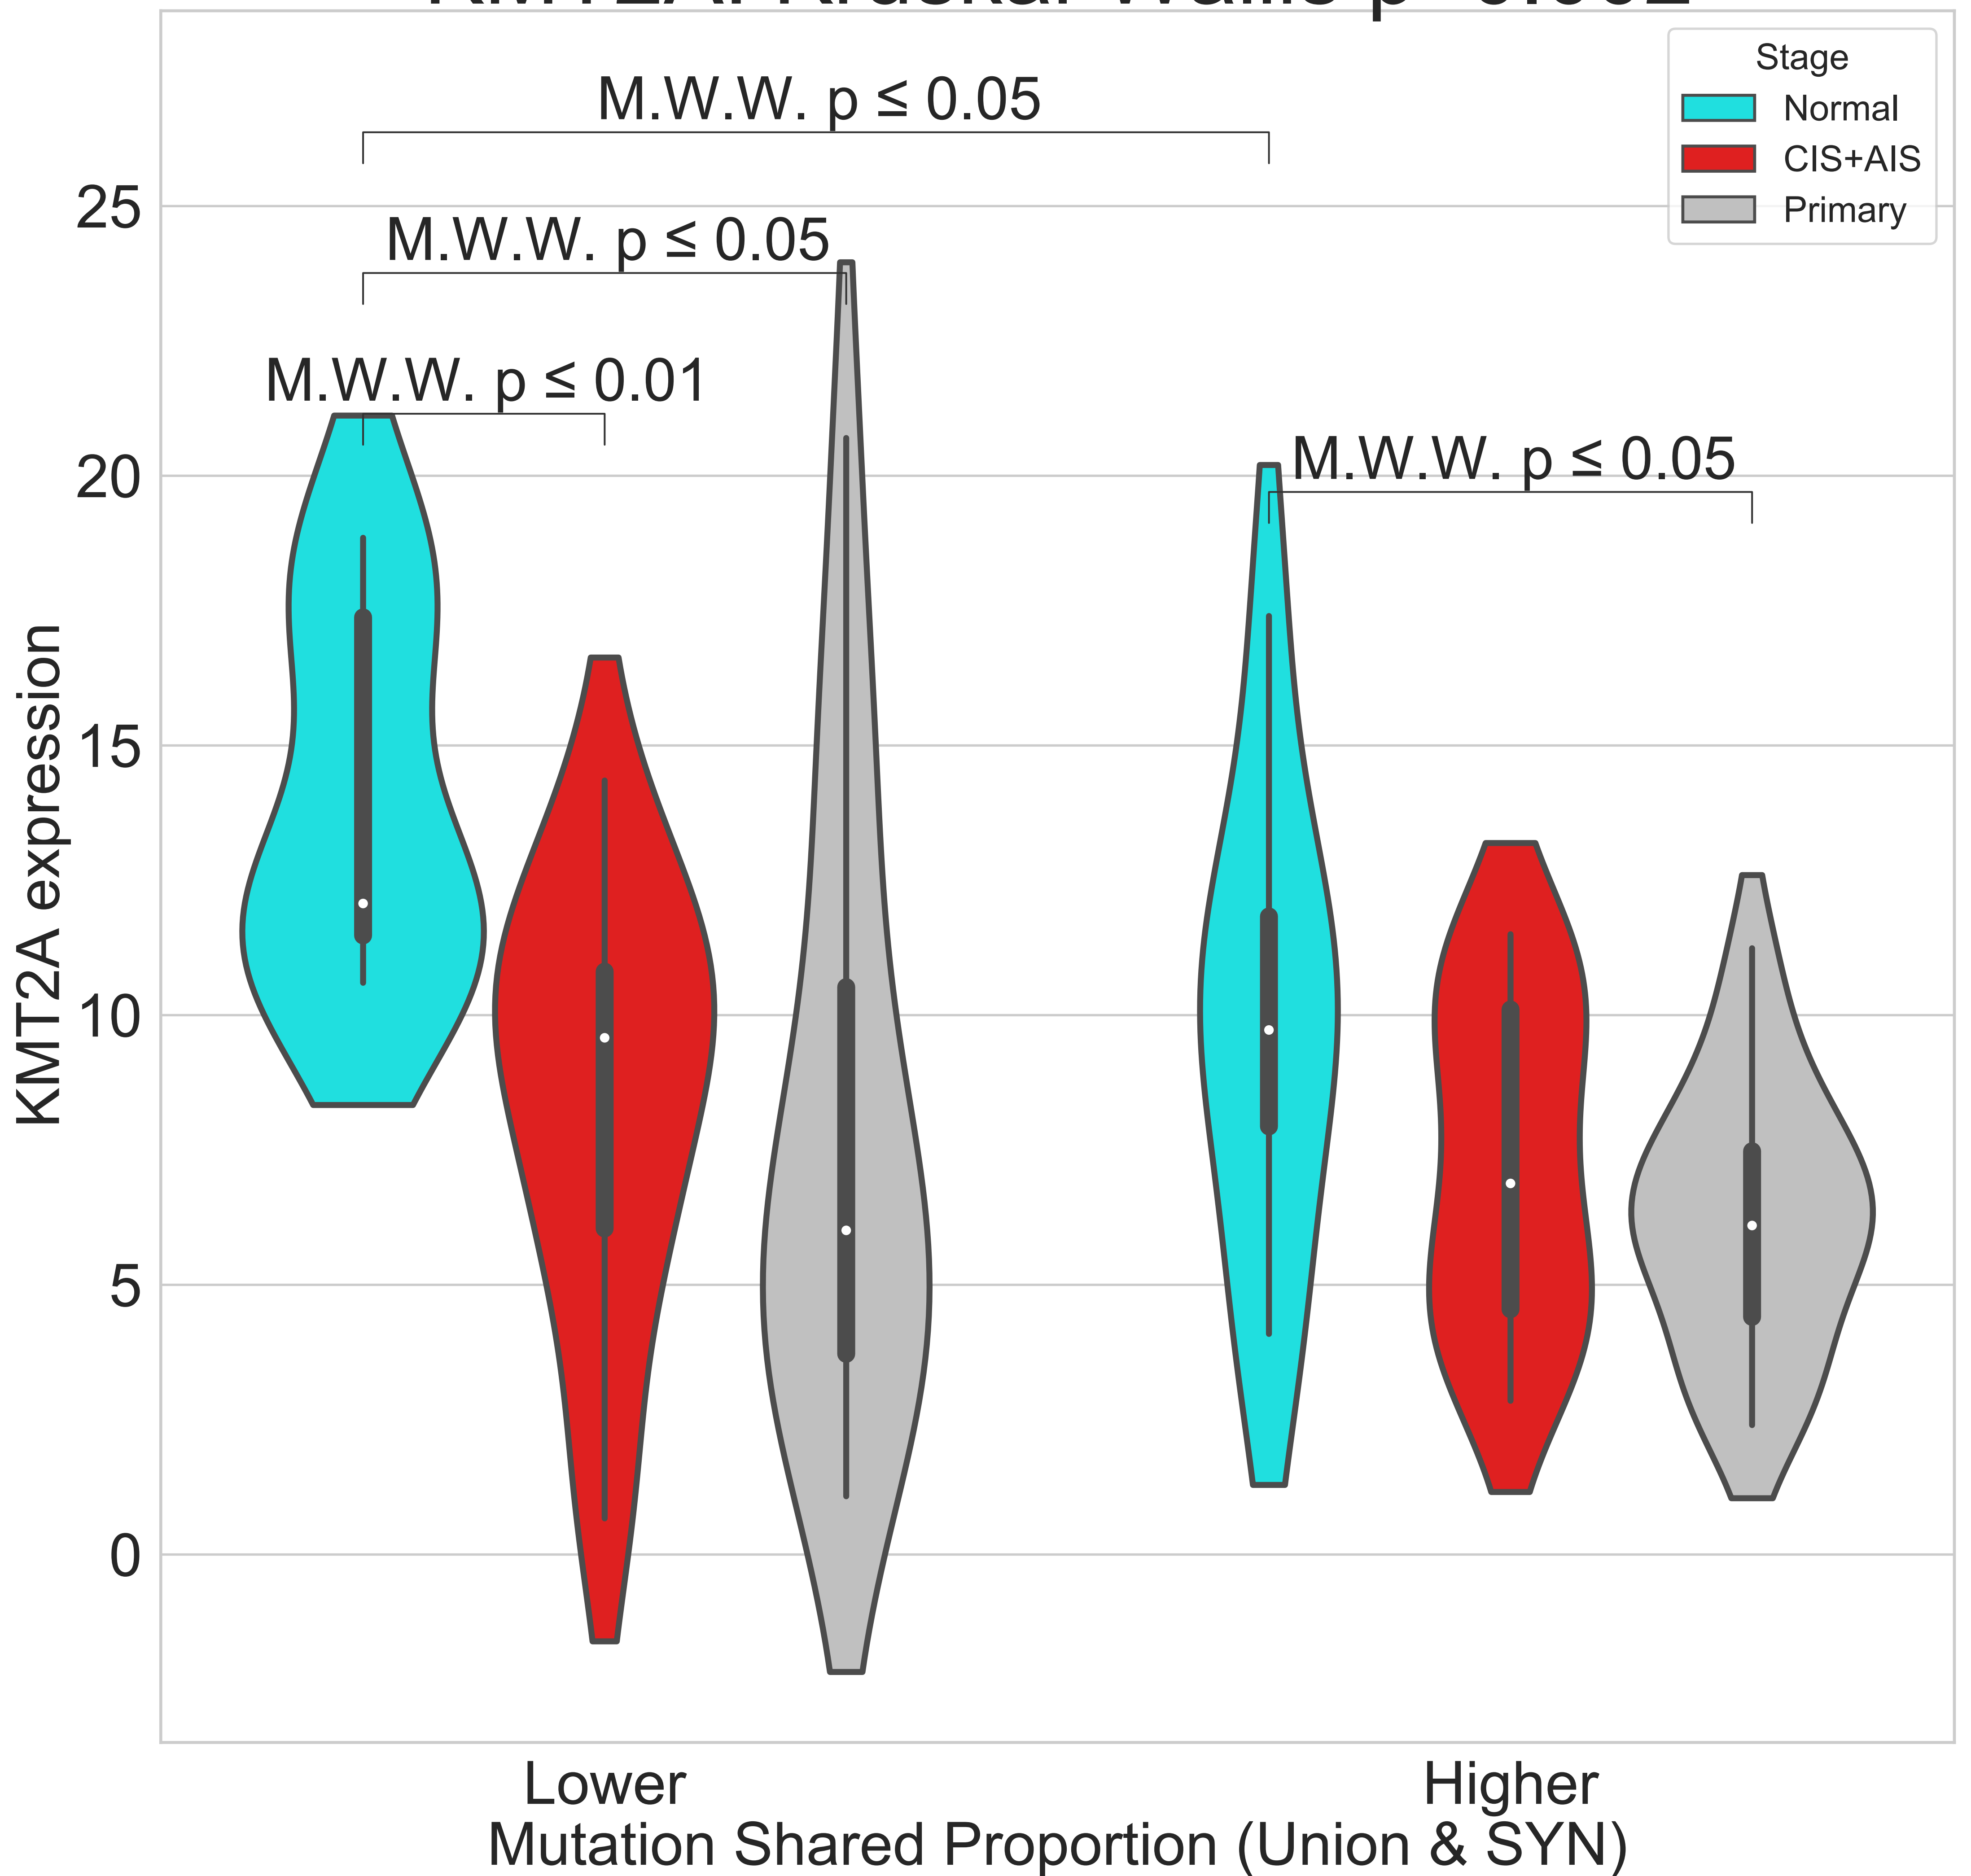 Stage
Normal
CIS+AIS
Primary
M.W.W. p ≤ 0.05
M.W.W. p ≤ 0.05
M.W.W. p ≤ 0.01
M.W.W. p ≤ 0.05
25
20
15
10
5
0
KMT2A expression
Lower
Higher
Mutation Shared Proportion (Union & SYN)